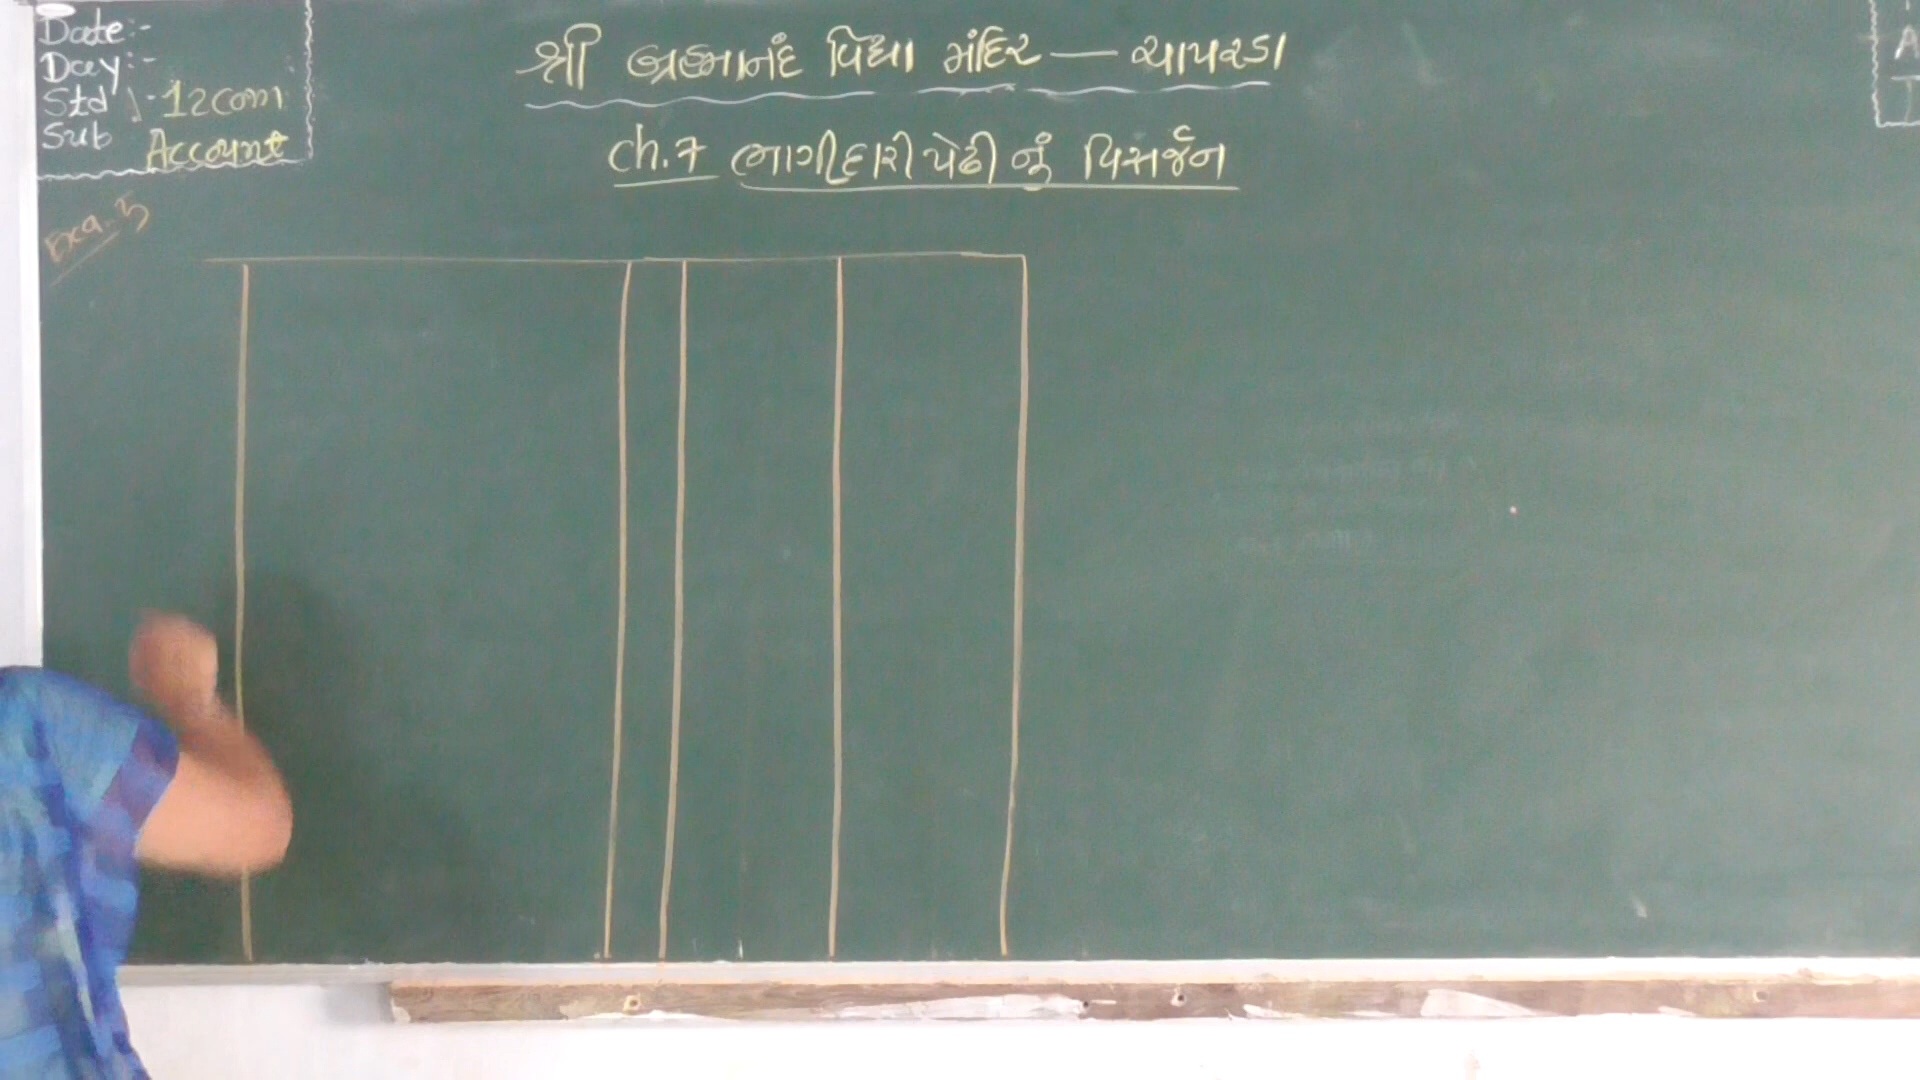 Date:-
Day:-
Std :- 12 com
Sub Account
શ્રી બ્રહ્માનંદ વિદ્યા મંદિર — ચાપરડા
ch.7 ભાગીદારી પેઢીનું વિસર્જન
Exa. 5
A
I